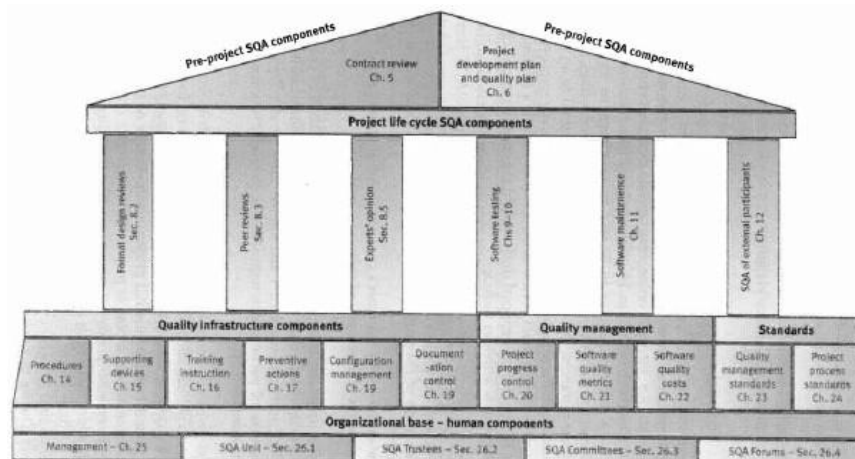 Pre-project SQA components
Pre-project SQA components
Contract review
Ch. 5
Project
development plan
and quality plan
Ch. 6
Project life cycle SQA components
Formal design reviews
Sec. 8.2
Peer reviews
Sec. 8.3
Experts' opinion
Sec. 8.5
Software testing
Chs 9–10
Software maintenance
Ch. 11
SQA of external participants
Ch. 12
Quality infrastructure components
Quality management
Standards
Procedures
Ch. 14
Supporting
devices
Ch. 15
Training
instruction
Ch. 16
Preventive
actions
Ch. 17
Configuration
management
Ch. 19
Document
-ation
control
Ch. 19
Project
progress
control
Ch. 20
Software
quality
metrics
Ch. 21
Software
quality
costs
Ch. 22
Quality
management
standards
Ch. 23
Project
process
standards
Ch. 24
Organizational base – human components
Management – Ch. 25
SQA Unit – Sec. 26.1
SQA Trustees – Sec. 26.2
SQA Committees – Sec. 26.3
SQA Forums – Sec. 26.4